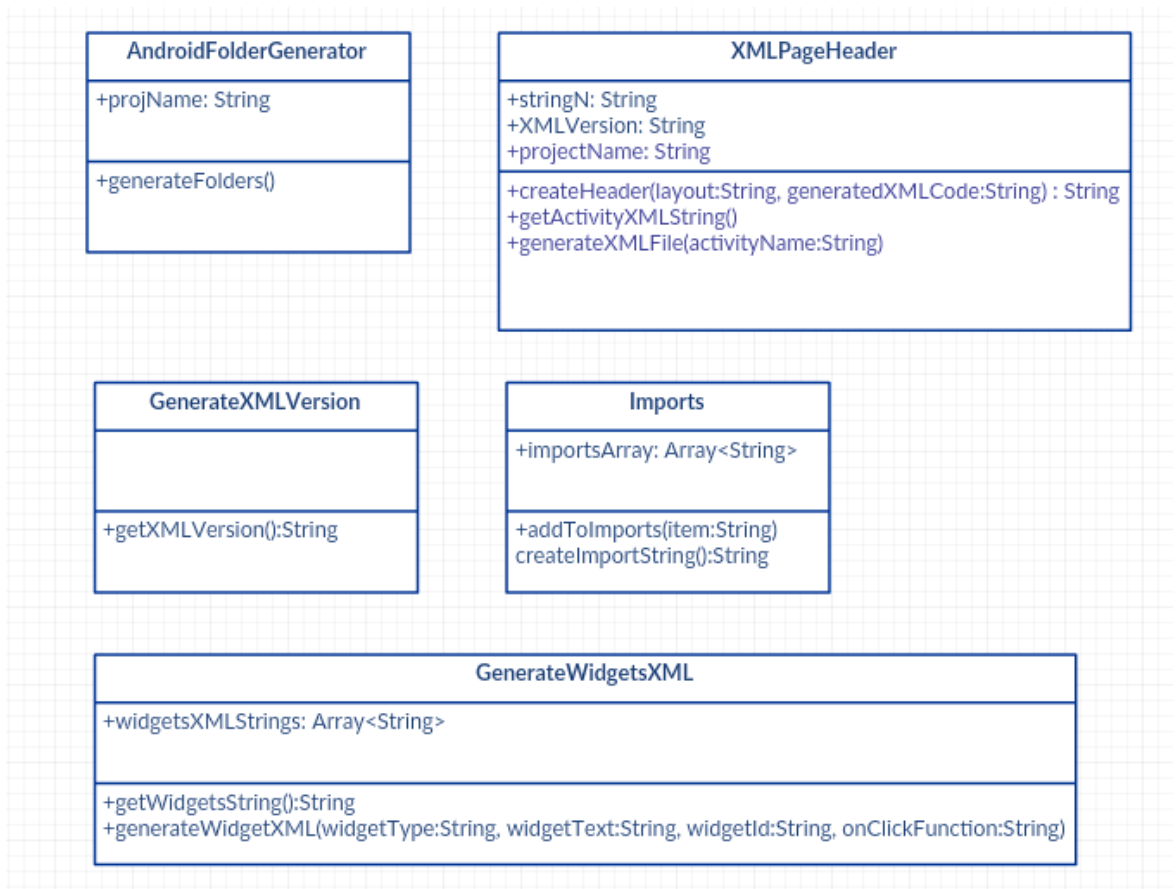 AndroidFolderGenerator
+projName: String
+generateFolders()
XMLPageHeader
+stringN: String
+XMLVersion: String
+projectName: String
+createHeader(layout:String, generatedXMLCode:String) : String
+getActivityXMLString()
+generateXMLFile(activityName:String)
GenerateXMLVersion
+getXMLVersion():String
Imports
+importsArray: Array<String>
+addToImports(item:String)
createImportString():String
GenerateWidgetsXML
+widgetsXMLStrings: Array<String>
+getWidgetsString():String
+generateWidgetXML(widgetType:String, widgetText:String, widgetId:String, onClickFunction:String)